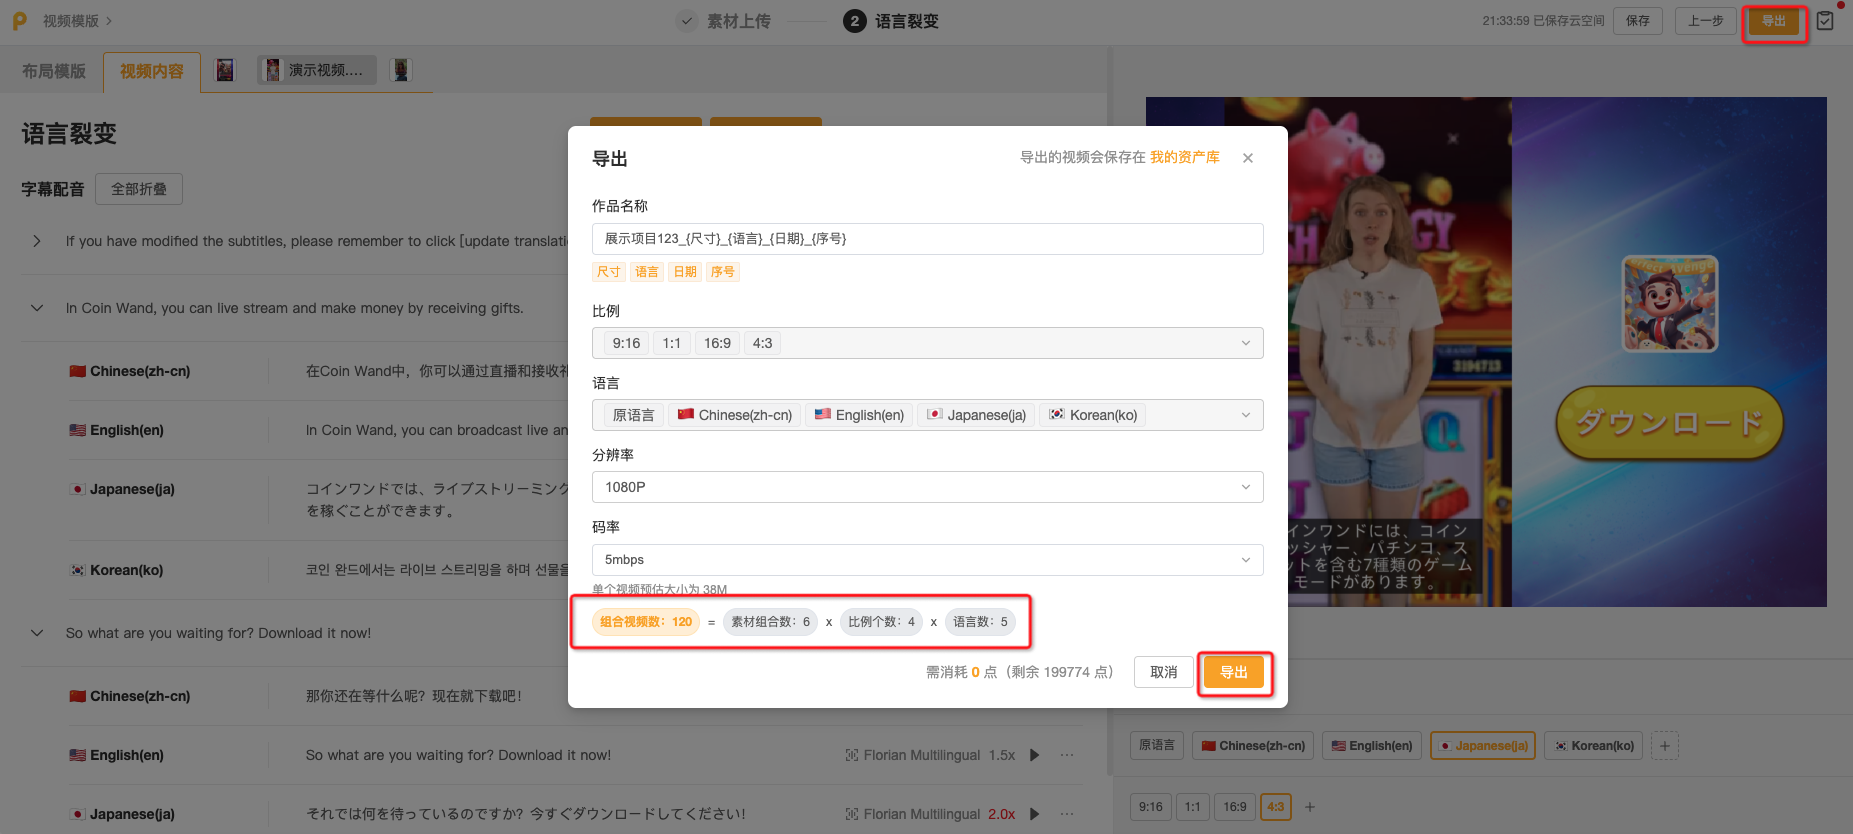 视频模版
素材上传
2 语言裂变
21:33:59 已保存云空间
保存
上一步
导出
布局模版
视频内容
演示视频....
语言裂变
字幕配音
全部折叠
If you have modified the subtitles, please remember to click [update translati
In Coin Wand, you can live stream and make money by receiving gifts.
Chinese(zh-cn)
在Coin Wand中，你可以通过直播和接收礼
English(en)
In Coin Wand, you can broadcast live an
Japanese(ja)
コインワンドでは、ライブストリーミング
を稼ぐことができます。
Korean(ko)
코인 완드에서는 라이브 스트리밍을 하며 선물을
So what are you waiting for? Download it now!
Chinese(zh-cn)
那你还在等什么呢？现在就下载吧！
English(en)
So what are you waiting for? Download it now!
Florian Multilingual 1.5x
Japanese(ja)
それでは何を待っているのですか？今すぐダウンロードしてください！
Florian Multilingual 2.0x
导出
导出的视频会保存在 我的资产库
作品名称
展示项目123_{尺寸}_{语言}_{日期}_{序号}
尺寸 语言 日期 序号
比例
9:16 1:1 16:9 4:3
语言
原语言 Chinese(zh-cn) English(en) Japanese(ja) Korean(ko)
分辨率
1080P
码率
5mbps
单个视频预估大小为 38M
组合视频数：120 = 素材组合数：6 x 比例个数：4 x 语言数：5
需消耗 0 点（剩余 199774 点）
取消
导出
3194713
ダウンロード
インワンドには、コイン
ッシャー、パチンコ、ス
ットを含む7種類のゲーム
モードがあります。
原语言 Chinese(zh-cn) English(en) Japanese(ja) Korean(ko) +
9:16 1:1 16:9 4:3 +